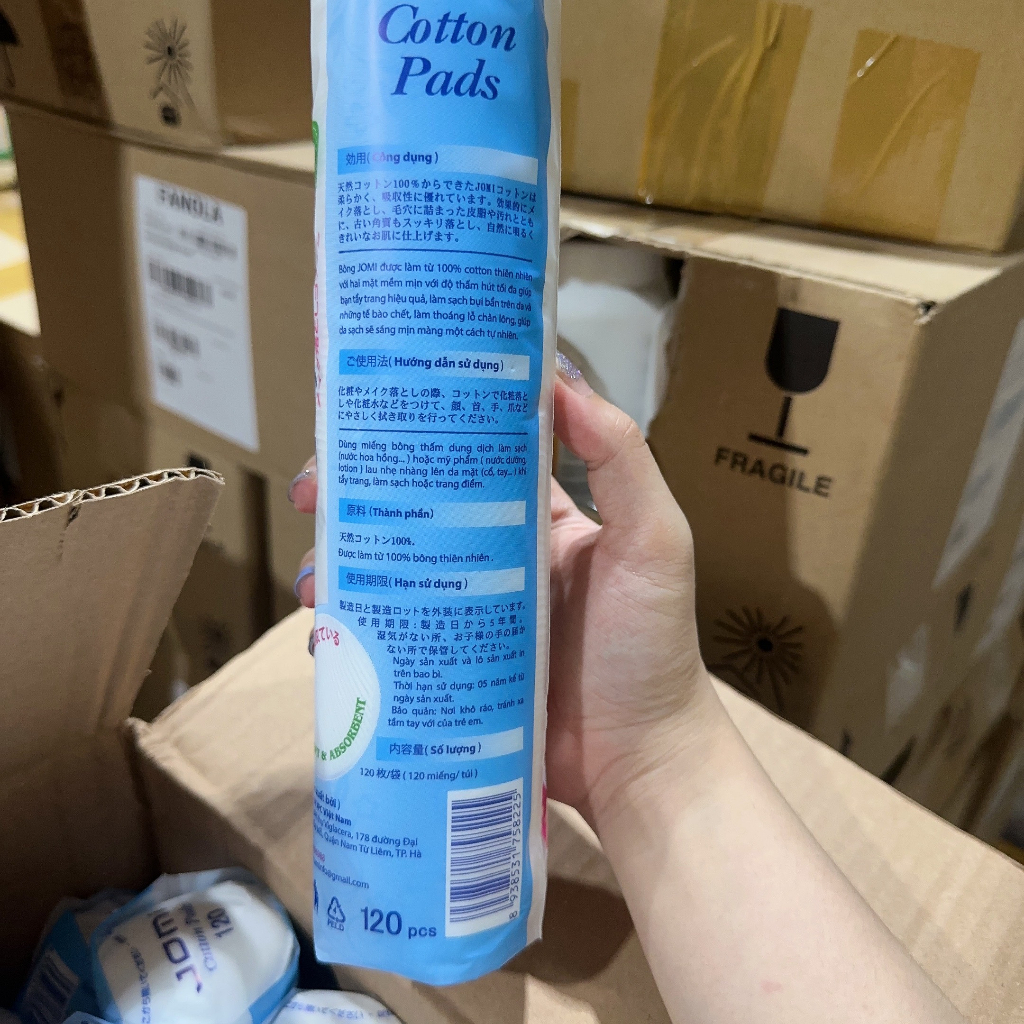 Cotton
Pads
効用( Công dụng )
天然コットン100%からできたJOMIコットンは
柔らかく、吸収性に優れています。効果的にメ
イク落とし、毛穴に詰まった皮脂や汚れととも
に、古い角質もスッキリ落とし、自然に明るく
きれいなお肌に仕上げます。
Bông JOMI được làm từ 100% cotton thiên nhiên
với hai mặt mềm mịn với độ thấm hút tối đa giúp
bạn tẩy trang hiệu quả, làm sạch bụi bẩn trên da và
những tế bào chết, làm thoáng lỗ chân lông, giúp
da sạch sẽ sáng mịn màng một cách tự nhiên.
ご使用法( Hướng dẫn sử dụng)
化粧やメイク落としの際、コットンで化粧落と
しや化粧水などをつけて、顔、首、手、爪など
にやさしく拭き取りを行ってください。
Dùng miếng bông thấm dung dịch làm sạch
(nước hoa hồng... ) hoặc mỹ phẩm ( nước dưỡng,
lotion ) lau nhẹ nhàng lên da mặt (cổ, tay... ) khi
tẩy trang, làm sạch hoặc trang điểm.
原料 (Thành phần)
天然コットン100%.
Được làm từ 100% bông thiên nhiên .
使用期限( Hạn sử dụng )
製造日と製造ロットを外装に表示しています。
使用期限:製造日から5年間。
湿気がない所、お子様の手の届か
ない所で保管してください。
Ngày sản xuất và lô sản xuất in
trên bao bì.
Thời hạn sử dụng: 05 năm kể từ
ngày sản xuất.
Bảo quản: Nơi khô ráo, tránh xa
tầm tay với của trẻ em.
ている
& ABSORBENT
内容量( Số lượng )
120 枚/袋 ( 120 miếng/ túi )
Việt Nam
Viglacera, 178 đường Đại
Quận Nam Từ Liêm, TP. Hà
info@gmail.com
PELD
120 pcs
8 938531 758225
FRAGILE
JOMI
120
Cotton